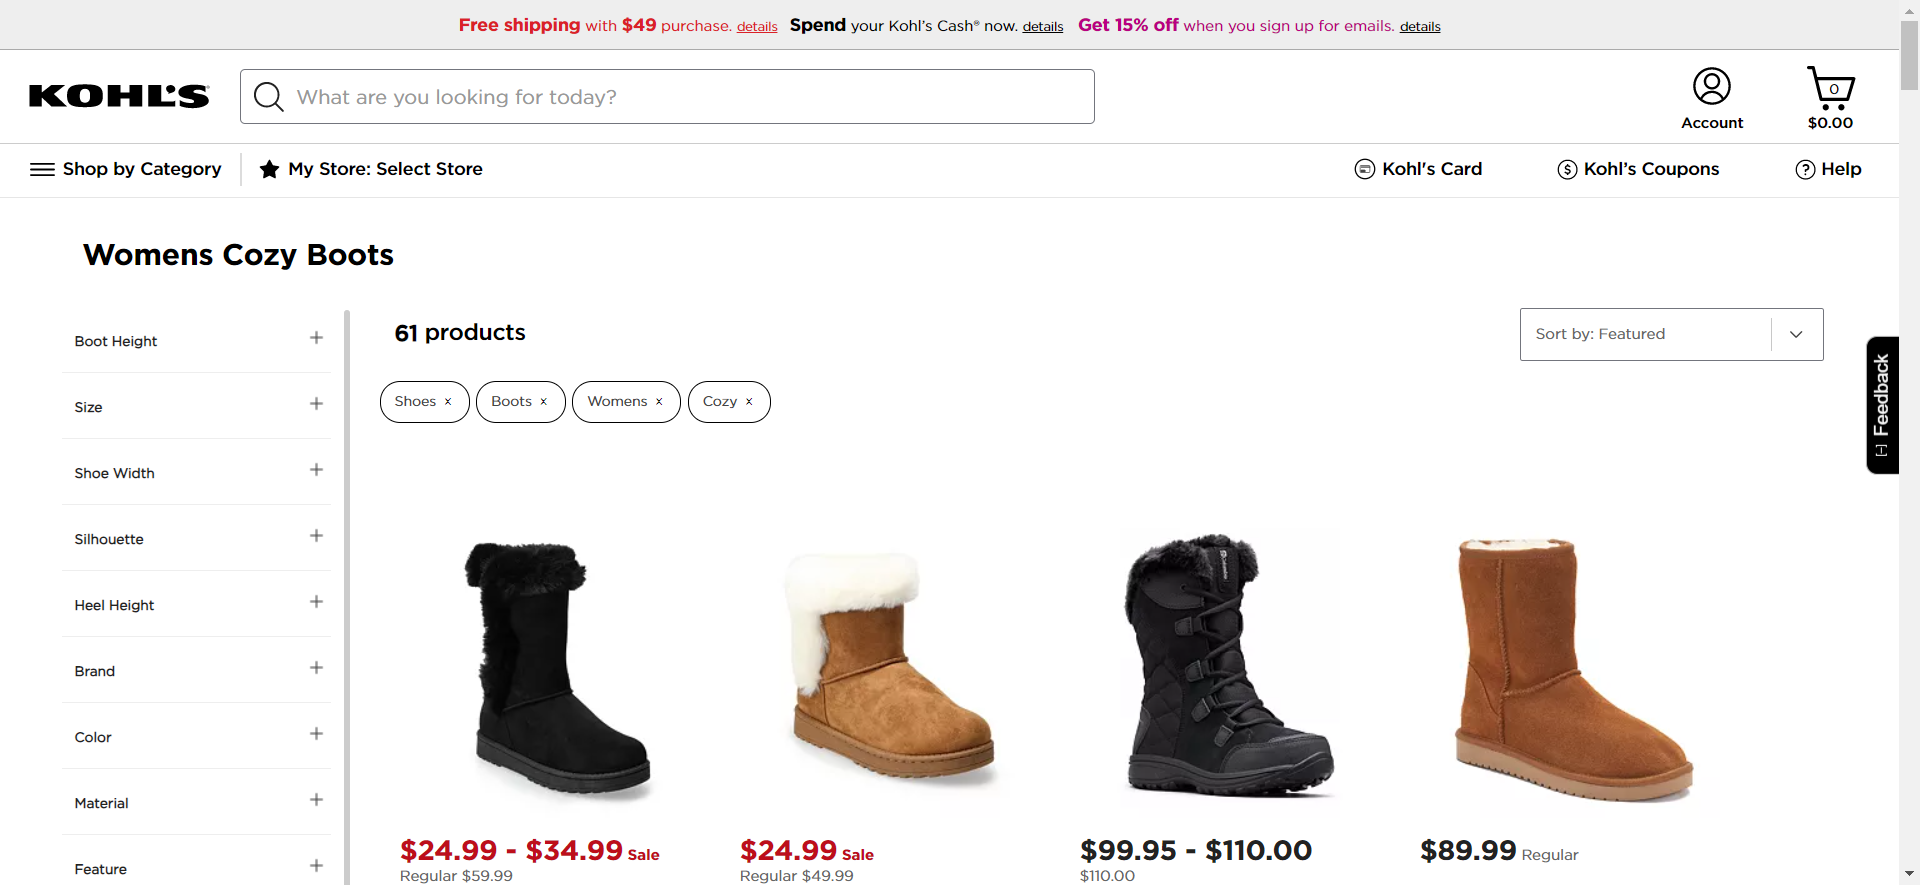 Free shipping with $49 purchase. details Spend your Kohl's Cash® now. details Get 15% off when you sign up for emails. details
KOHL'S
What are you looking for today?
Account
0
$0.00
Shop by Category
My Store: Select Store
Kohl's Card
Kohl's Coupons
Help
Womens Cozy Boots
61 products
Sort by: Featured
Shoes x
Boots x
Womens x
Cozy x
Boot Height
Size
Shoe Width
Silhouette
Heel Height
Brand
Color
Material
Feature
[-] Feedback
Columbia
$24.99 - $34.99 Sale
Regular $59.99
$24.99 Sale
Regular $49.99
$99.95 - $110.00
$110.00
$89.99 Regular